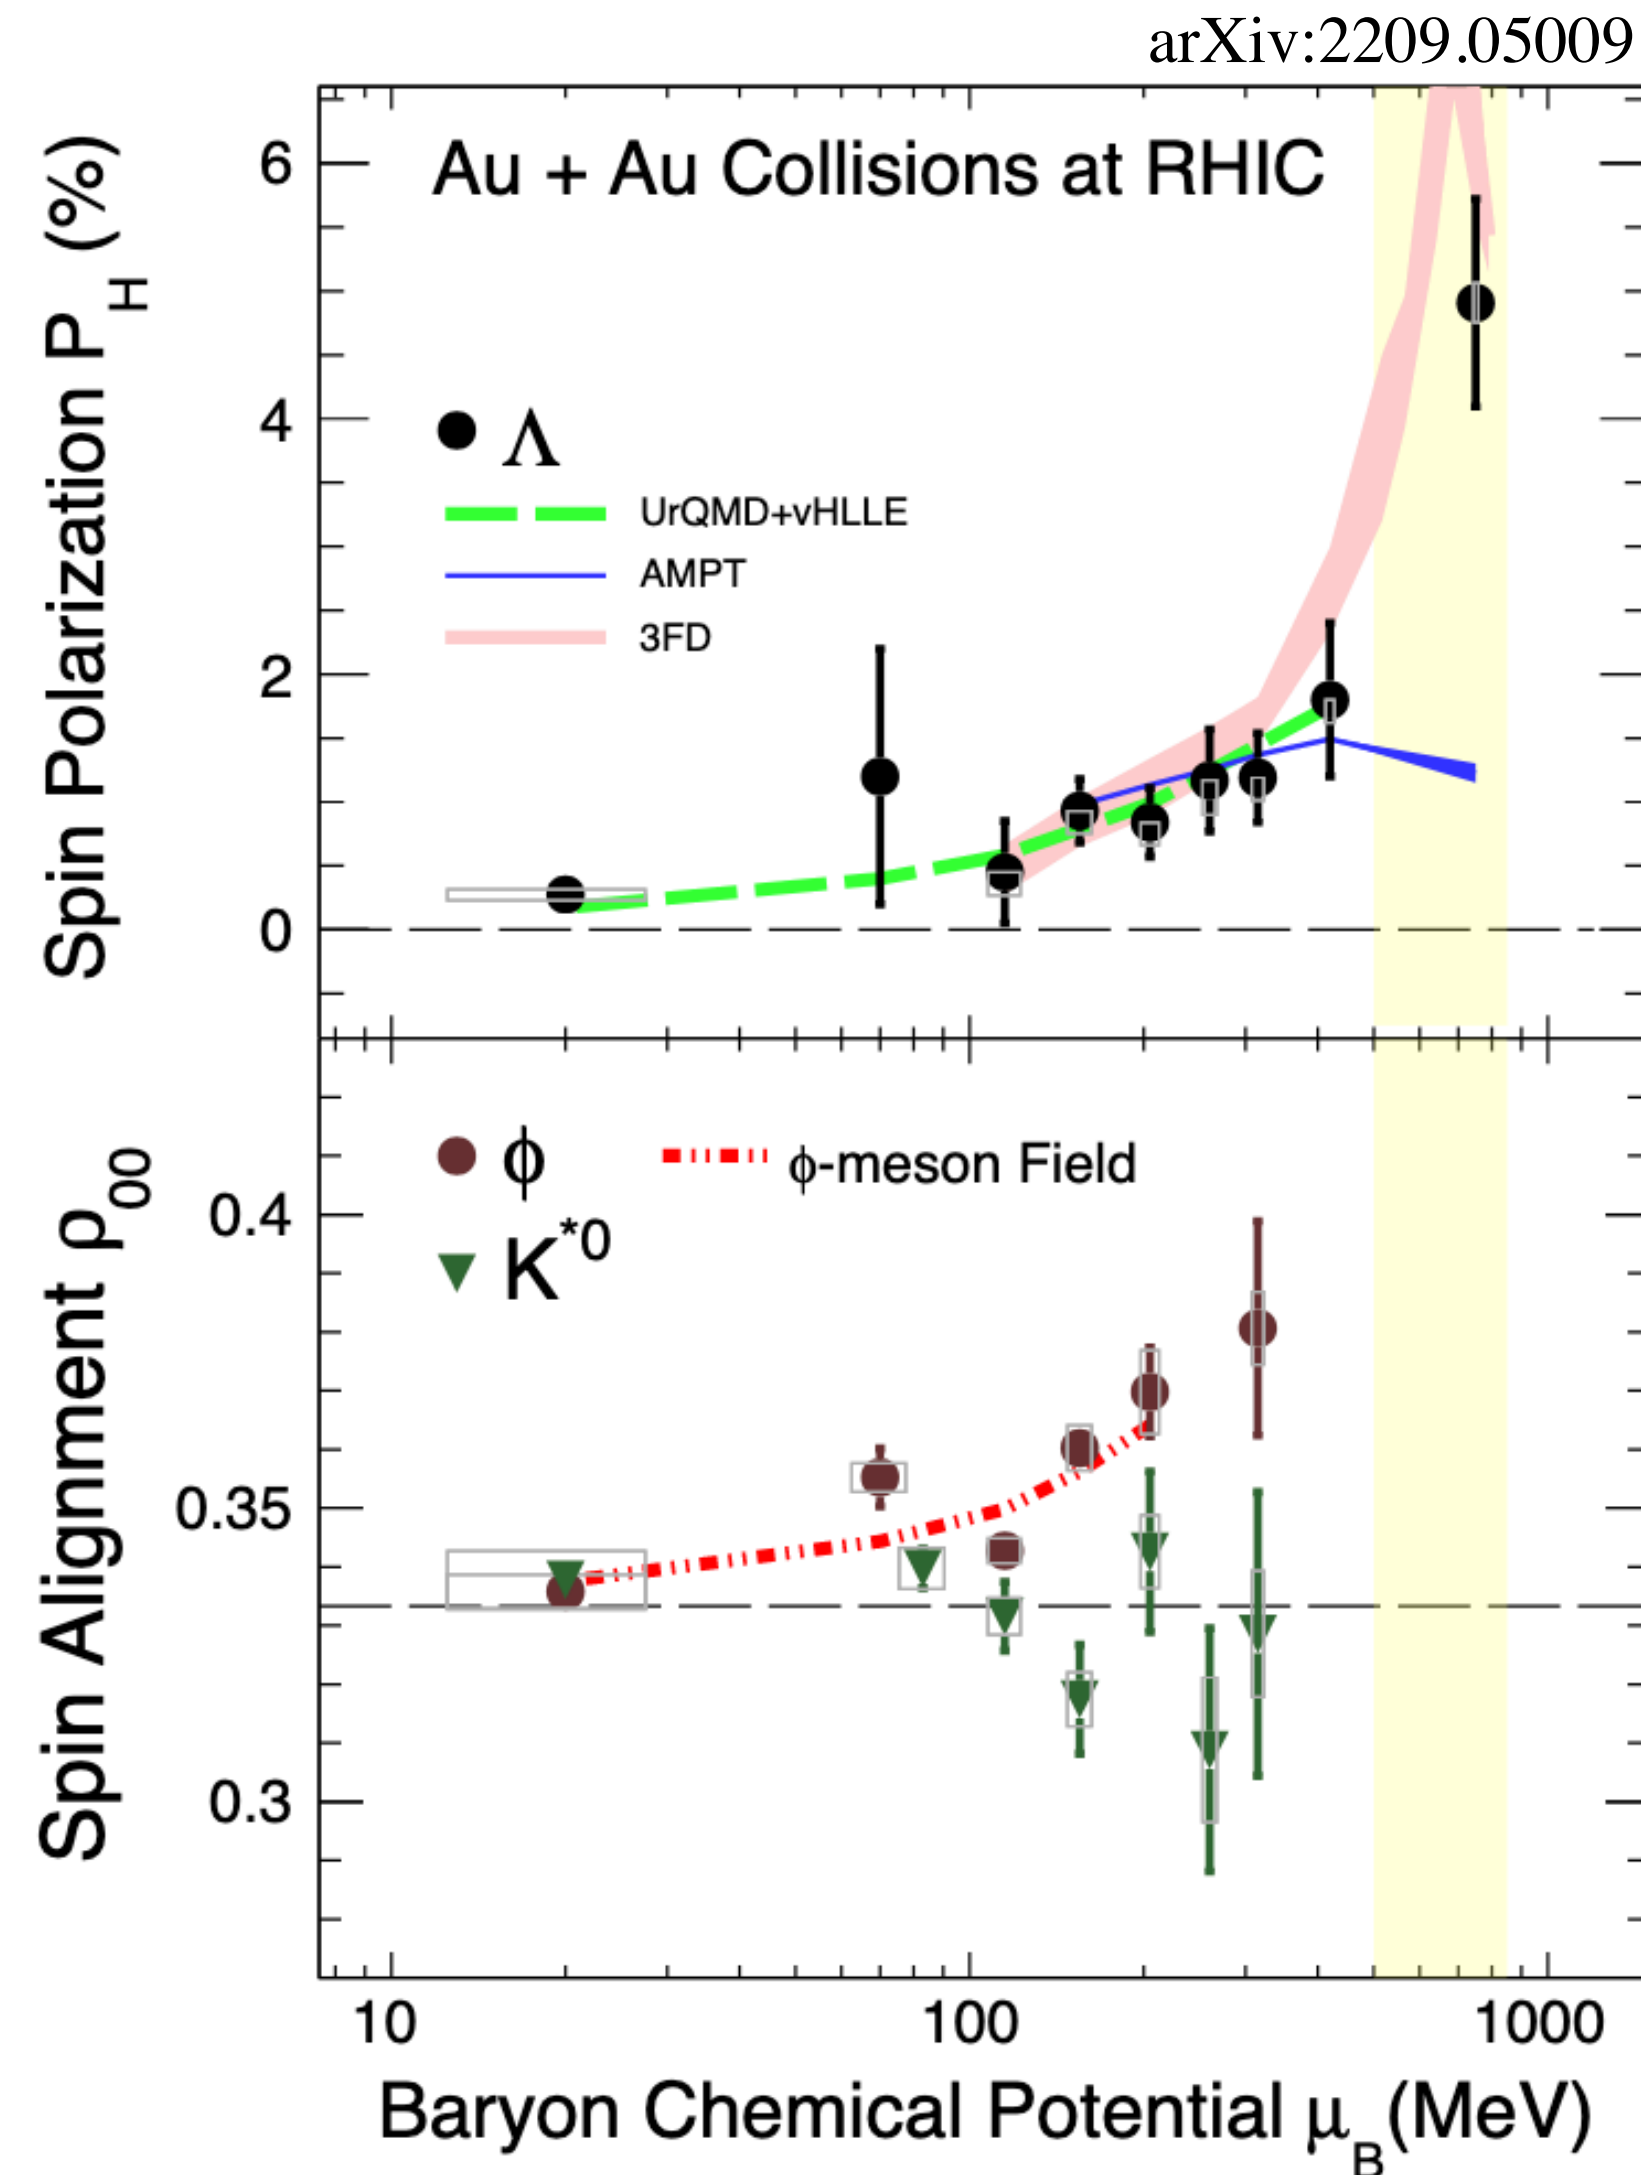 arXiv:2209.05009
Spin Polarization P_H (%)
6
4
2
0
Au + Au Collisions at RHIC
Λ
UrQMD+vHLLE
AMPT
3FD
Spin Alignment ρ_00
0.4
0.35
0.3
ϕ
ϕ-meson Field
K*0
10 100 1000
Baryon Chemical Potential μ_B (MeV)